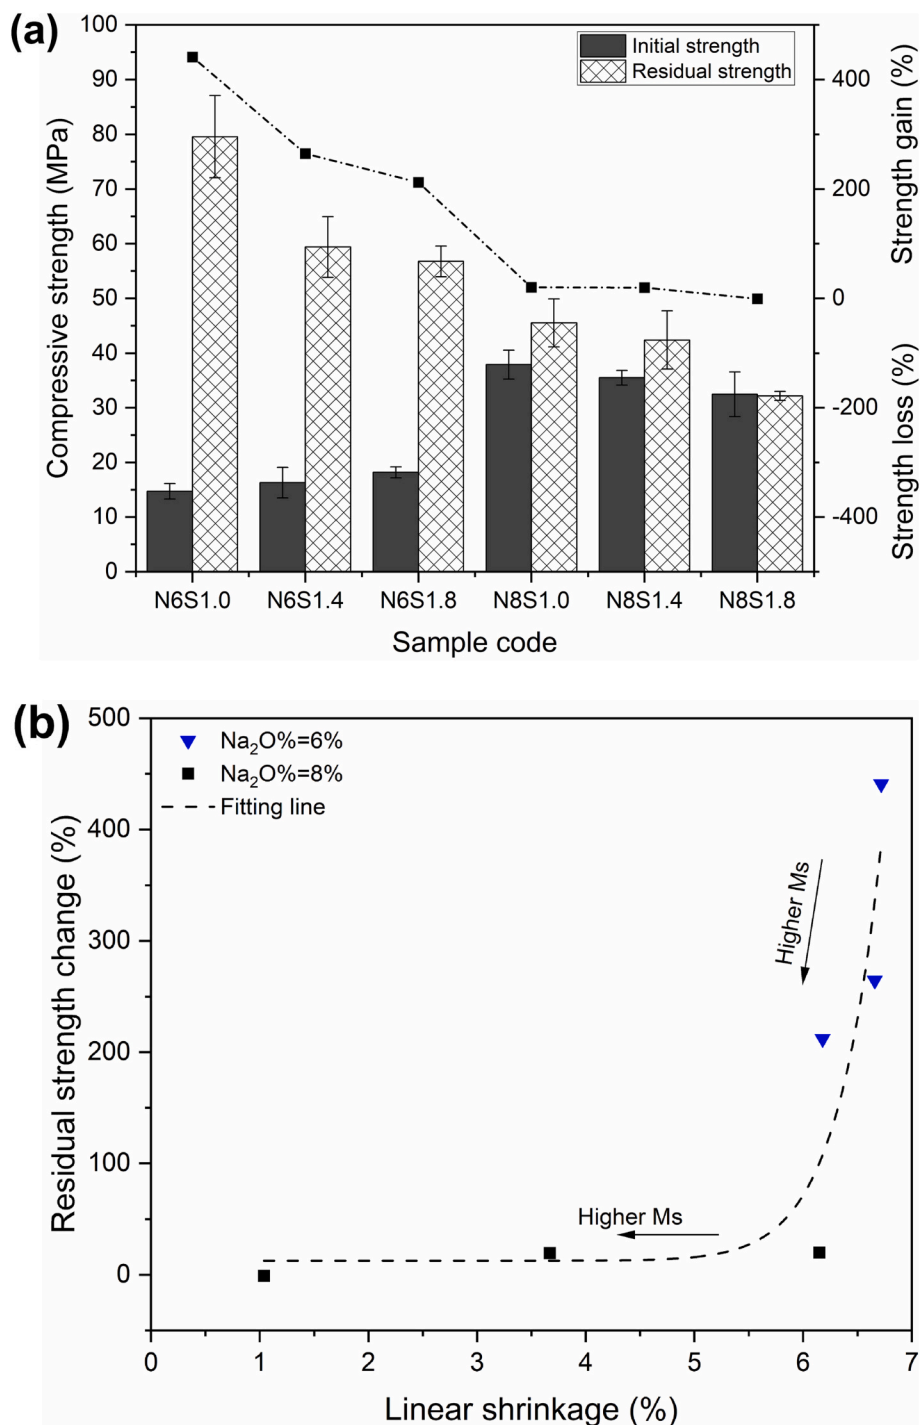 (a)
100
90
80
70
60
50
40
30
20
10
0
Compressive strength (MPa)
Initial strength
Residual strength
400
200
0
-200
-400
Strength gain (%)
Strength loss (%)
N6S1.0 N6S1.4 N6S1.8 N8S1.0 N8S1.4 N8S1.8
Sample code
(b)
500
400
300
200
100
0
Residual strength change (%)
Na₂O%=6%
Na₂O%=8%
Fitting line
Higher Ms
Higher Ms
0 1 2 3 4 5 6 7
Linear shrinkage (%)